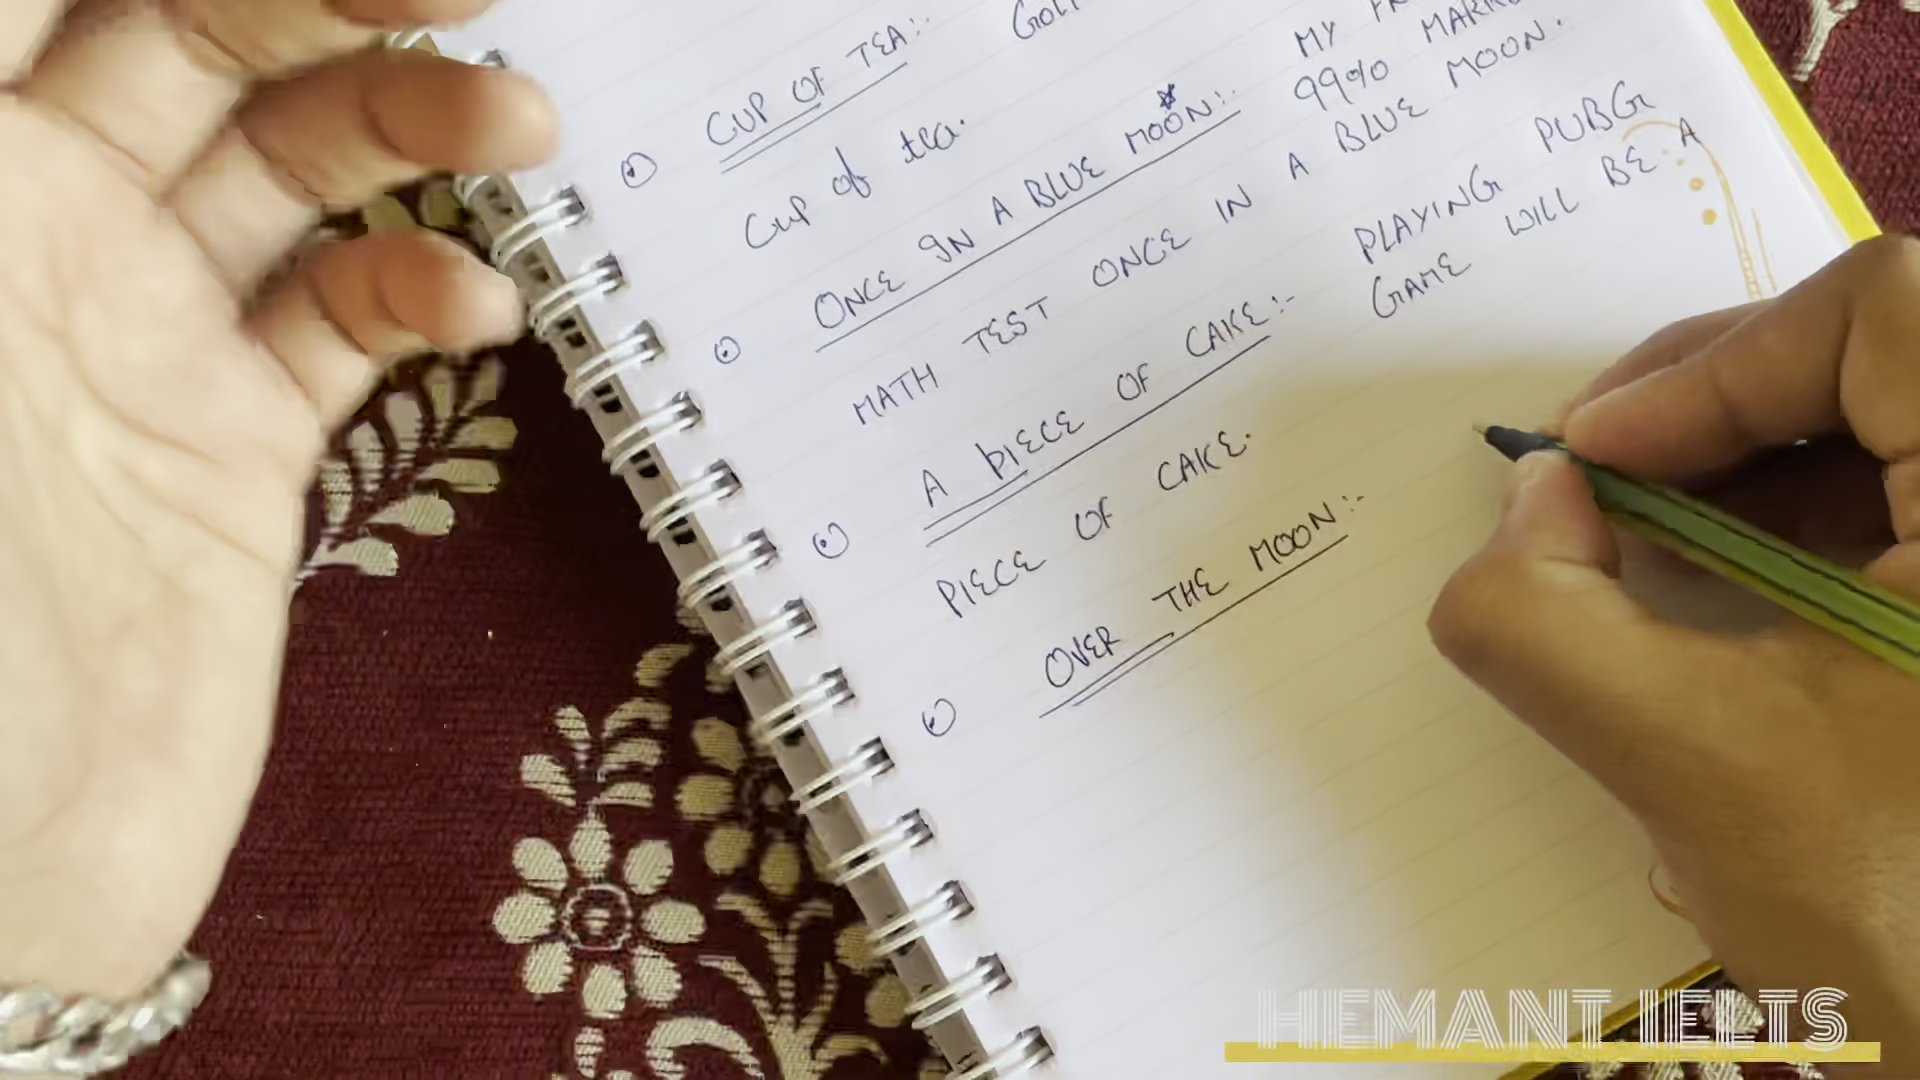 CUP OF TEA:-
Cup of tea.
ONCE IN A BLUE MOON:- MY
99% MARKS
MATH TEST ONCE IN A BLUE MOON.
A PIECE OF CAKE:- PLAYING PUBG
GAME WILL BE A
PIECE OF CAKE.
OVER THE MOON:-
HEMANT IELTS